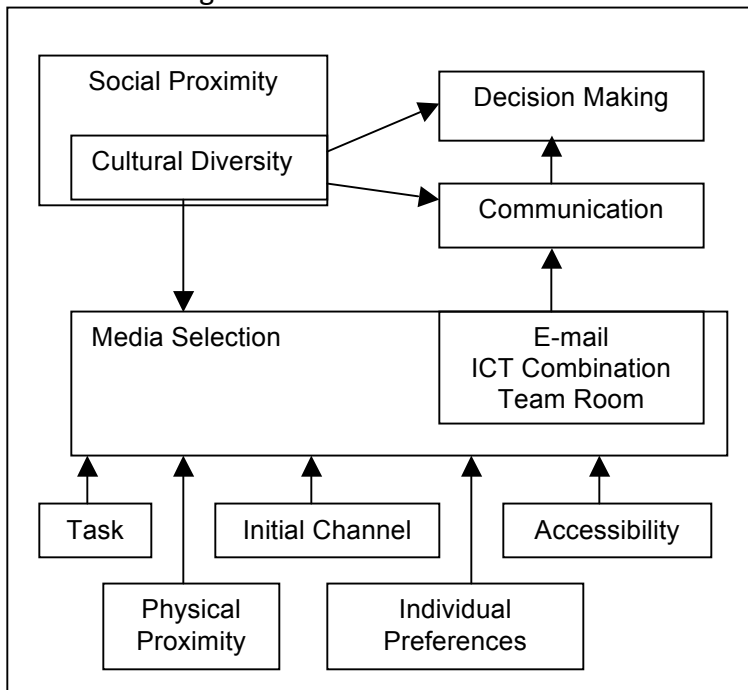 Social Proximity
Decision Making
Cultural Diversity
Communication
Media Selection
E-mail
ICT Combination
Team Room
Task
Initial Channel
Accessibility
Physical
Proximity
Individual
Preferences